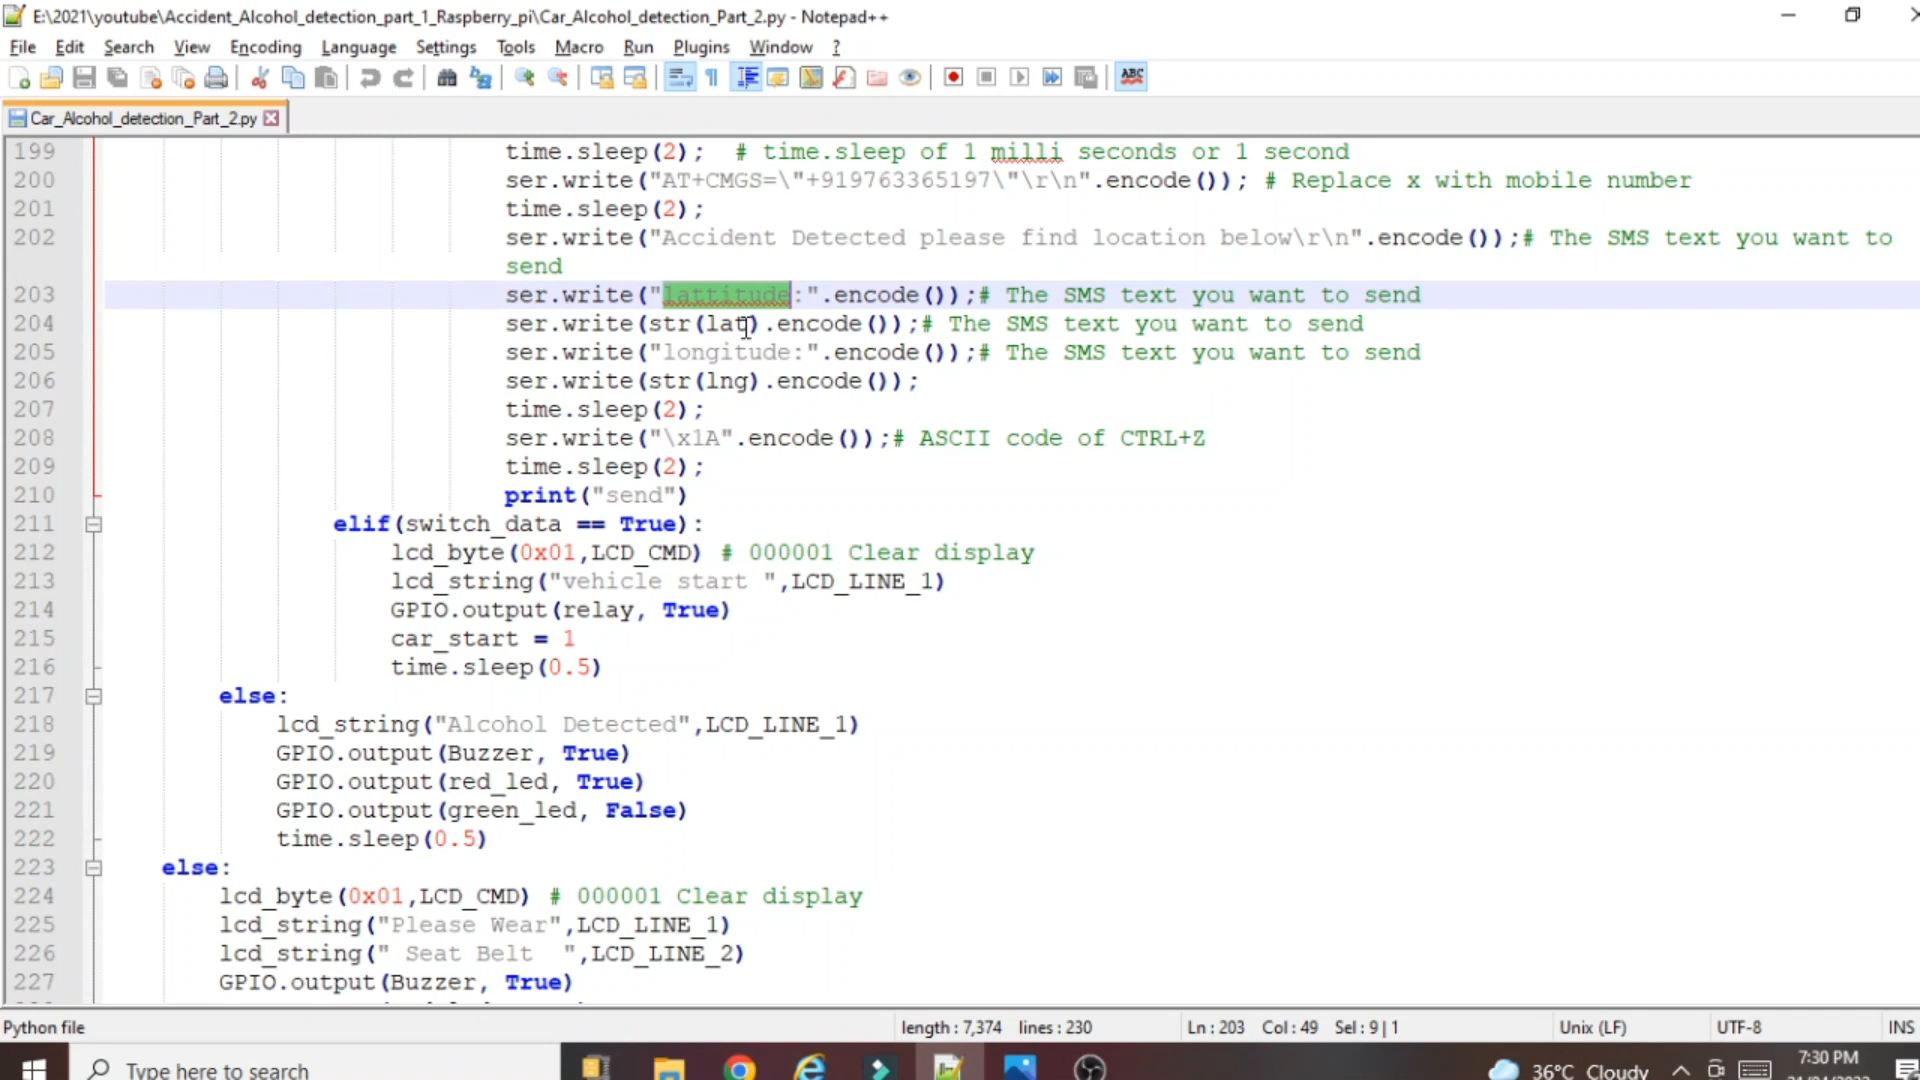 E:\2021\youtube\Accident_Alcohol_detection_part_1_Raspberry_pi\Car_Alcohol_detection_Part_2.py - Notepad++
File Edit Search View Encoding Language Settings Tools Macro Run Plugins Window ?
ABC
Car_Alcohol_detection_Part_2.py
199 time.sleep(2); # time.sleep of 1 milli seconds or 1 second
200 ser.write("AT+CMGS=\"+919763365197\"\r\n".encode()); # Replace x with mobile number
201 time.sleep(2);
202 ser.write("Accident Detected please find location below\r\n".encode());# The SMS text you want to
send
203 ser.write("lattitude:".encode());# The SMS text you want to send
204 ser.write(str(lat).encode());# The SMS text you want to send
205 ser.write("longitude:".encode());# The SMS text you want to send
206 ser.write(str(lng).encode());
207 time.sleep(2);
208 ser.write("\x1A".encode());# ASCII code of CTRL+Z
209 time.sleep(2);
210 print("send")
211 elif(switch_data == True):
212 lcd_byte(0x01,LCD_CMD) # 000001 Clear display
213 lcd_string("vehicle start ",LCD_LINE_1)
214 GPIO.output(relay, True)
215 car_start = 1
216 time.sleep(0.5)
217 else:
218 lcd_string("Alcohol Detected",LCD_LINE_1)
219 GPIO.output(Buzzer, True)
220 GPIO.output(red_led, True)
221 GPIO.output(green_led, False)
222 time.sleep(0.5)
223 else:
224 lcd_byte(0x01,LCD_CMD) # 000001 Clear display
225 lcd_string("Please Wear",LCD_LINE_1)
226 lcd_string(" Seat Belt  ",LCD_LINE_2)
227 GPIO.output(Buzzer, True)
Python file length : 7,374 lines : 230 Ln : 203 Col : 49 Sel : 9 | 1 Unix (LF) UTF-8 INS
Type here to search 36°C Cloudy 7:30 PM